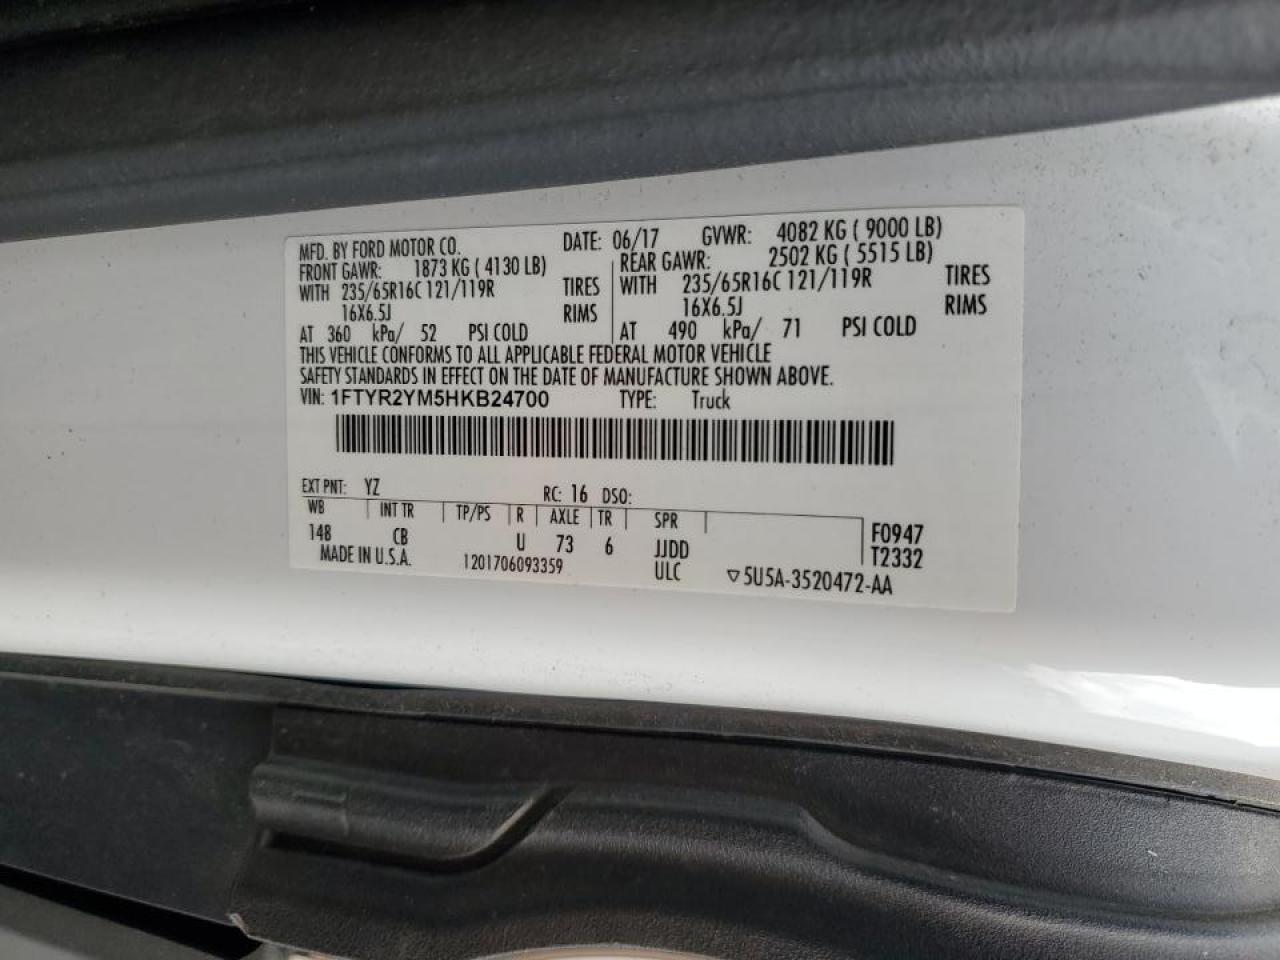 MFD. BY FORD MOTOR CO. DATE: 06/17 GVWR: 4082 KG ( 9000 LB)
FRONT GAWR: 1873 KG ( 4130 LB) REAR GAWR: 2502 KG ( 5515 LB)
WITH 235/65R16C 121/119R TIRES WITH 235/65R16C 121/119R TIRES
16X6.5J RIMS 16X6.5J RIMS
AT 360 kPa/ 52 PSI COLD AT 490 kPa/ 71 PSI COLD
THIS VEHICLE CONFORMS TO ALL APPLICABLE FEDERAL MOTOR VEHICLE
SAFETY STANDARDS IN EFFECT ON THE DATE OF MANUFACTURE SHOWN ABOVE.
VIN: 1FTYR2YM5HKB24700 TYPE: Truck
EXT PNT: YZ RC: 16 DSO:
WB INT TR TP/PS R AXLE TR SPR F0947
148 CB U 73 6 JJDD T2332
MADE IN U.S.A. 1201706093359 ULC ▽5U5A-3520472-AA